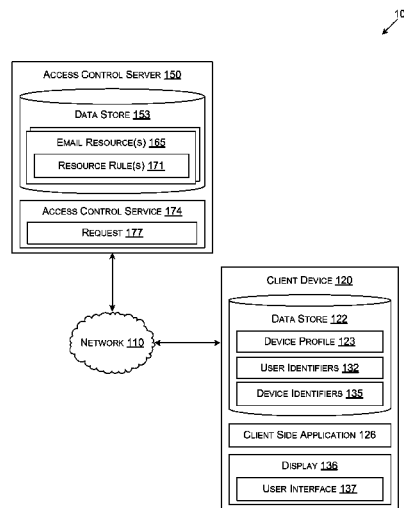 10
ACCESS CONTROL SERVER 150
DATA STORE 153
EMAIL RESOURCE(S) 165
RESOURCE RULE(S) 171
ACCESS CONTROL SERVICE 174
REQUEST 177
CLIENT DEVICE 120
DATA STORE 122
DEVICE PROFILE 123
NETWORK 110
USER IDENTIFIERS 132
DEVICE IDENTIFIERS 135
CLIENT SIDE APPLICATION 126
DISPLAY 136
USER INTERFACE 137